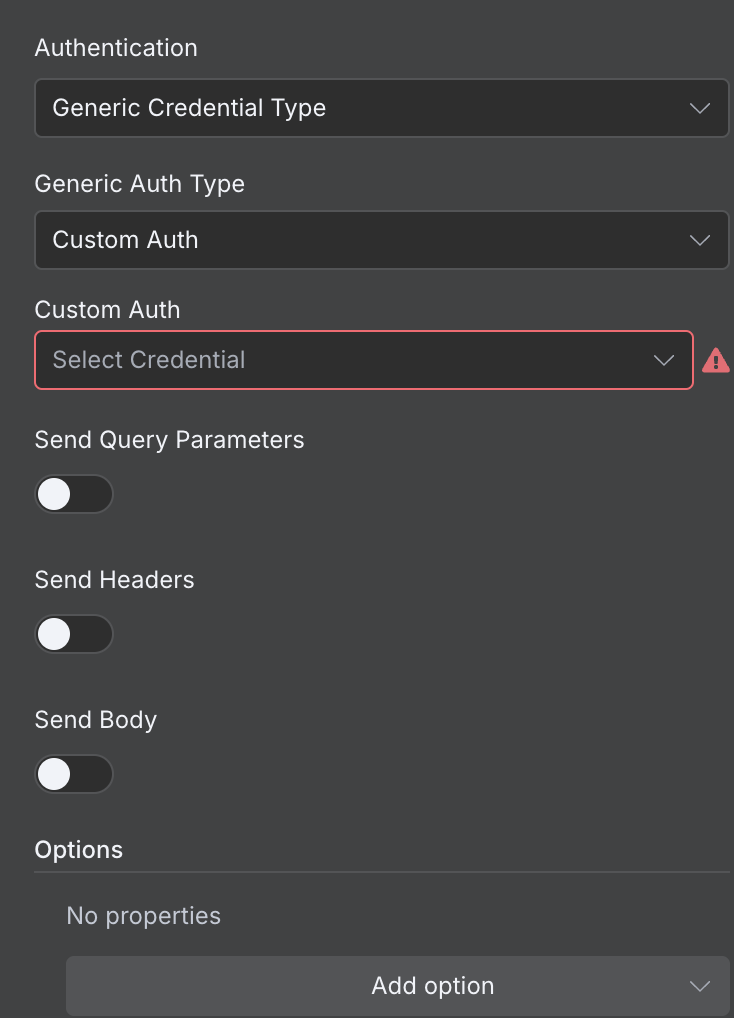 Authentication
Generic Credential Type
Generic Auth Type
Custom Auth
Custom Auth
Select Credential
Send Query Parameters
Send Headers
Send Body
Options
No properties
Add option